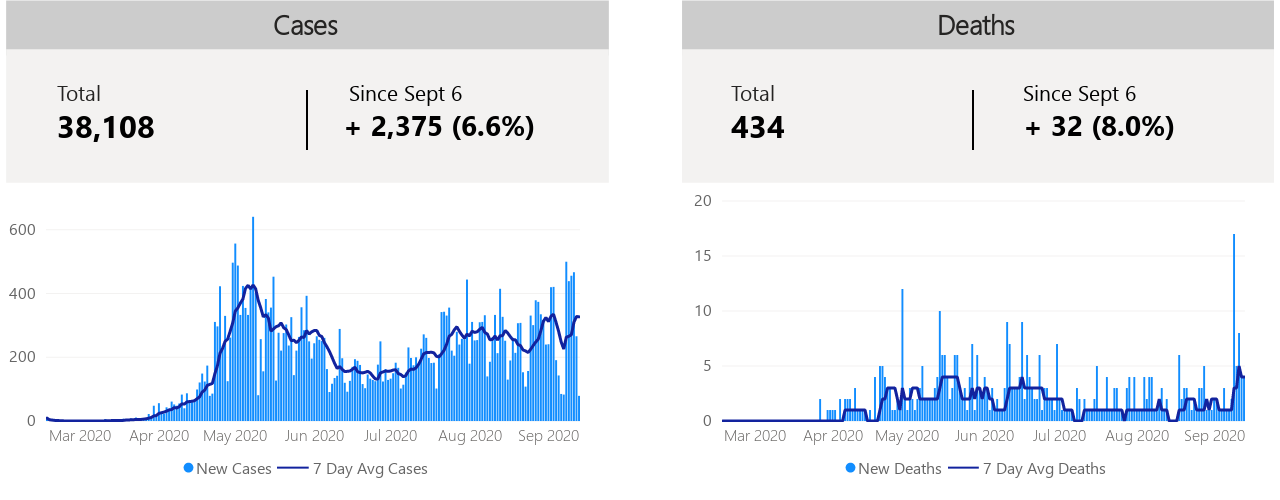 Cases
Total
38,108
Since Sept 6
+ 2,375 (6.6%)
600
400
200
0
Mar 2020 Apr 2020 May 2020 Jun 2020 Jul 2020 Aug 2020 Sep 2020
New Cases 7 Day Avg Cases
Deaths
Total
434
Since Sept 6
+ 32 (8.0%)
20
15
10
5
0
Mar 2020 Apr 2020 May 2020 Jun 2020 Jul 2020 Aug 2020 Sep 2020
New Deaths 7 Day Avg Deaths